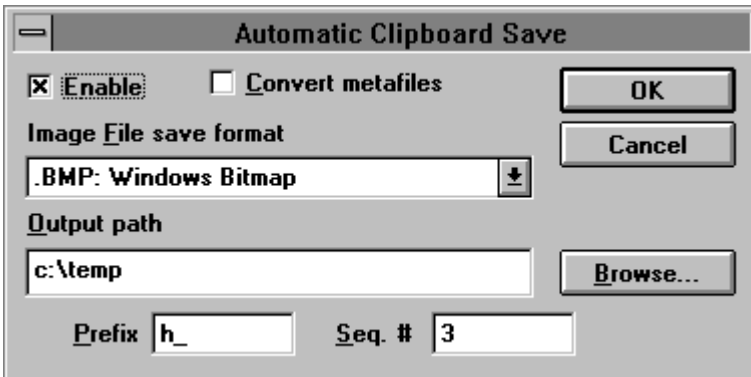 Automatic Clipboard Save
Enable
Convert metafiles
OK
Image File save format
Cancel
.BMP: Windows Bitmap
Output path
c:\temp
Browse...
Prefix h_ Seq. # 3